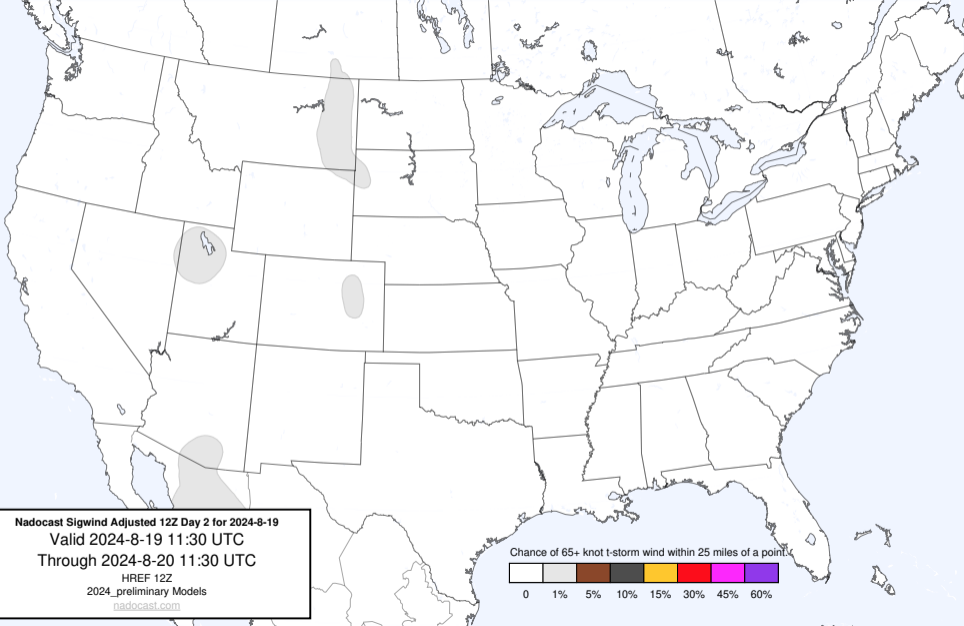 Nadocast Sigwind Adjusted 12Z Day 2 for 2024-8-19
Valid 2024-8-19 11:30 UTC
Through 2024-8-20 11:30 UTC
HREF 12Z
2024_preliminary Models
nadocast.com
Chance of 65+ knot t-storm wind within 25 miles of a point.
0 1% 5% 10% 15% 30% 45% 60%